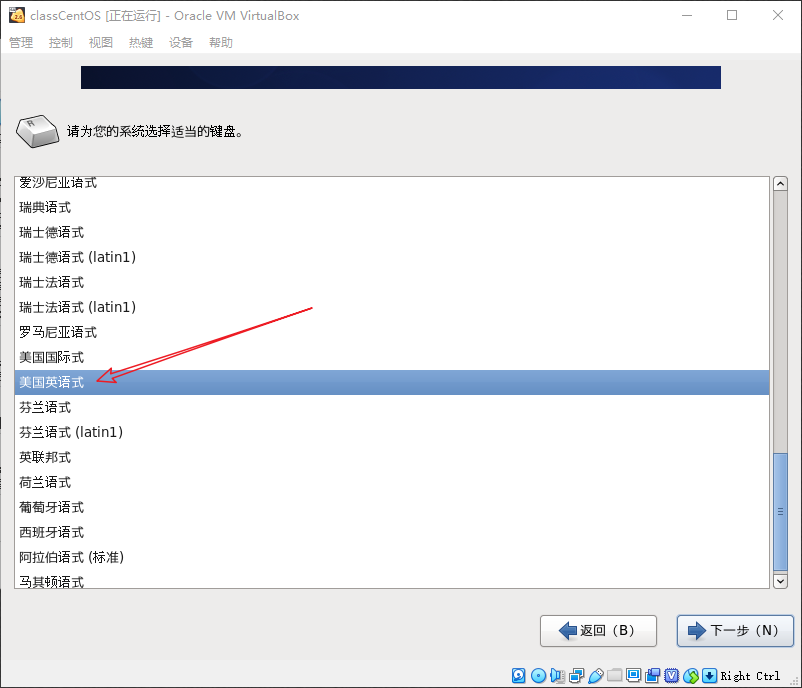 classCentOS [正在运行] - Oracle VM VirtualBox
管理 控制 视图 热键 设备 帮助
请为您的系统选择适当的键盘。
爱沙尼亚语式
瑞典语式
瑞士德语式
瑞士德语式 (latin1)
瑞士法语式
瑞士法语式 (latin1)
罗马尼亚语式
美国国际式
美国英语式
芬兰语式
芬兰语式 (latin1)
英联邦式
荷兰语式
葡萄牙语式
西班牙语式
阿拉伯语式 (标准)
马其顿语式
返回（B） 下一步（N）
Right Ctrl